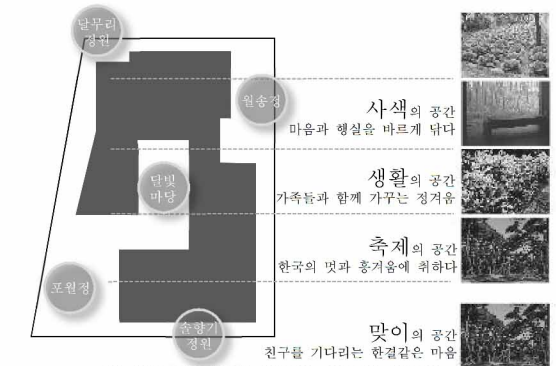 달무리
정원
월송정
사색의 공간
마음과 행실을 바르게 닦다
달빛
마당
생활의 공간
가족들과 함께 가꾸는 정겨움
축제의 공간
한국의 멋과 흥겨움에 취하다
포월정
솔향기
정원
맞이의 공간
친구를 기다리는 한결같은 마음